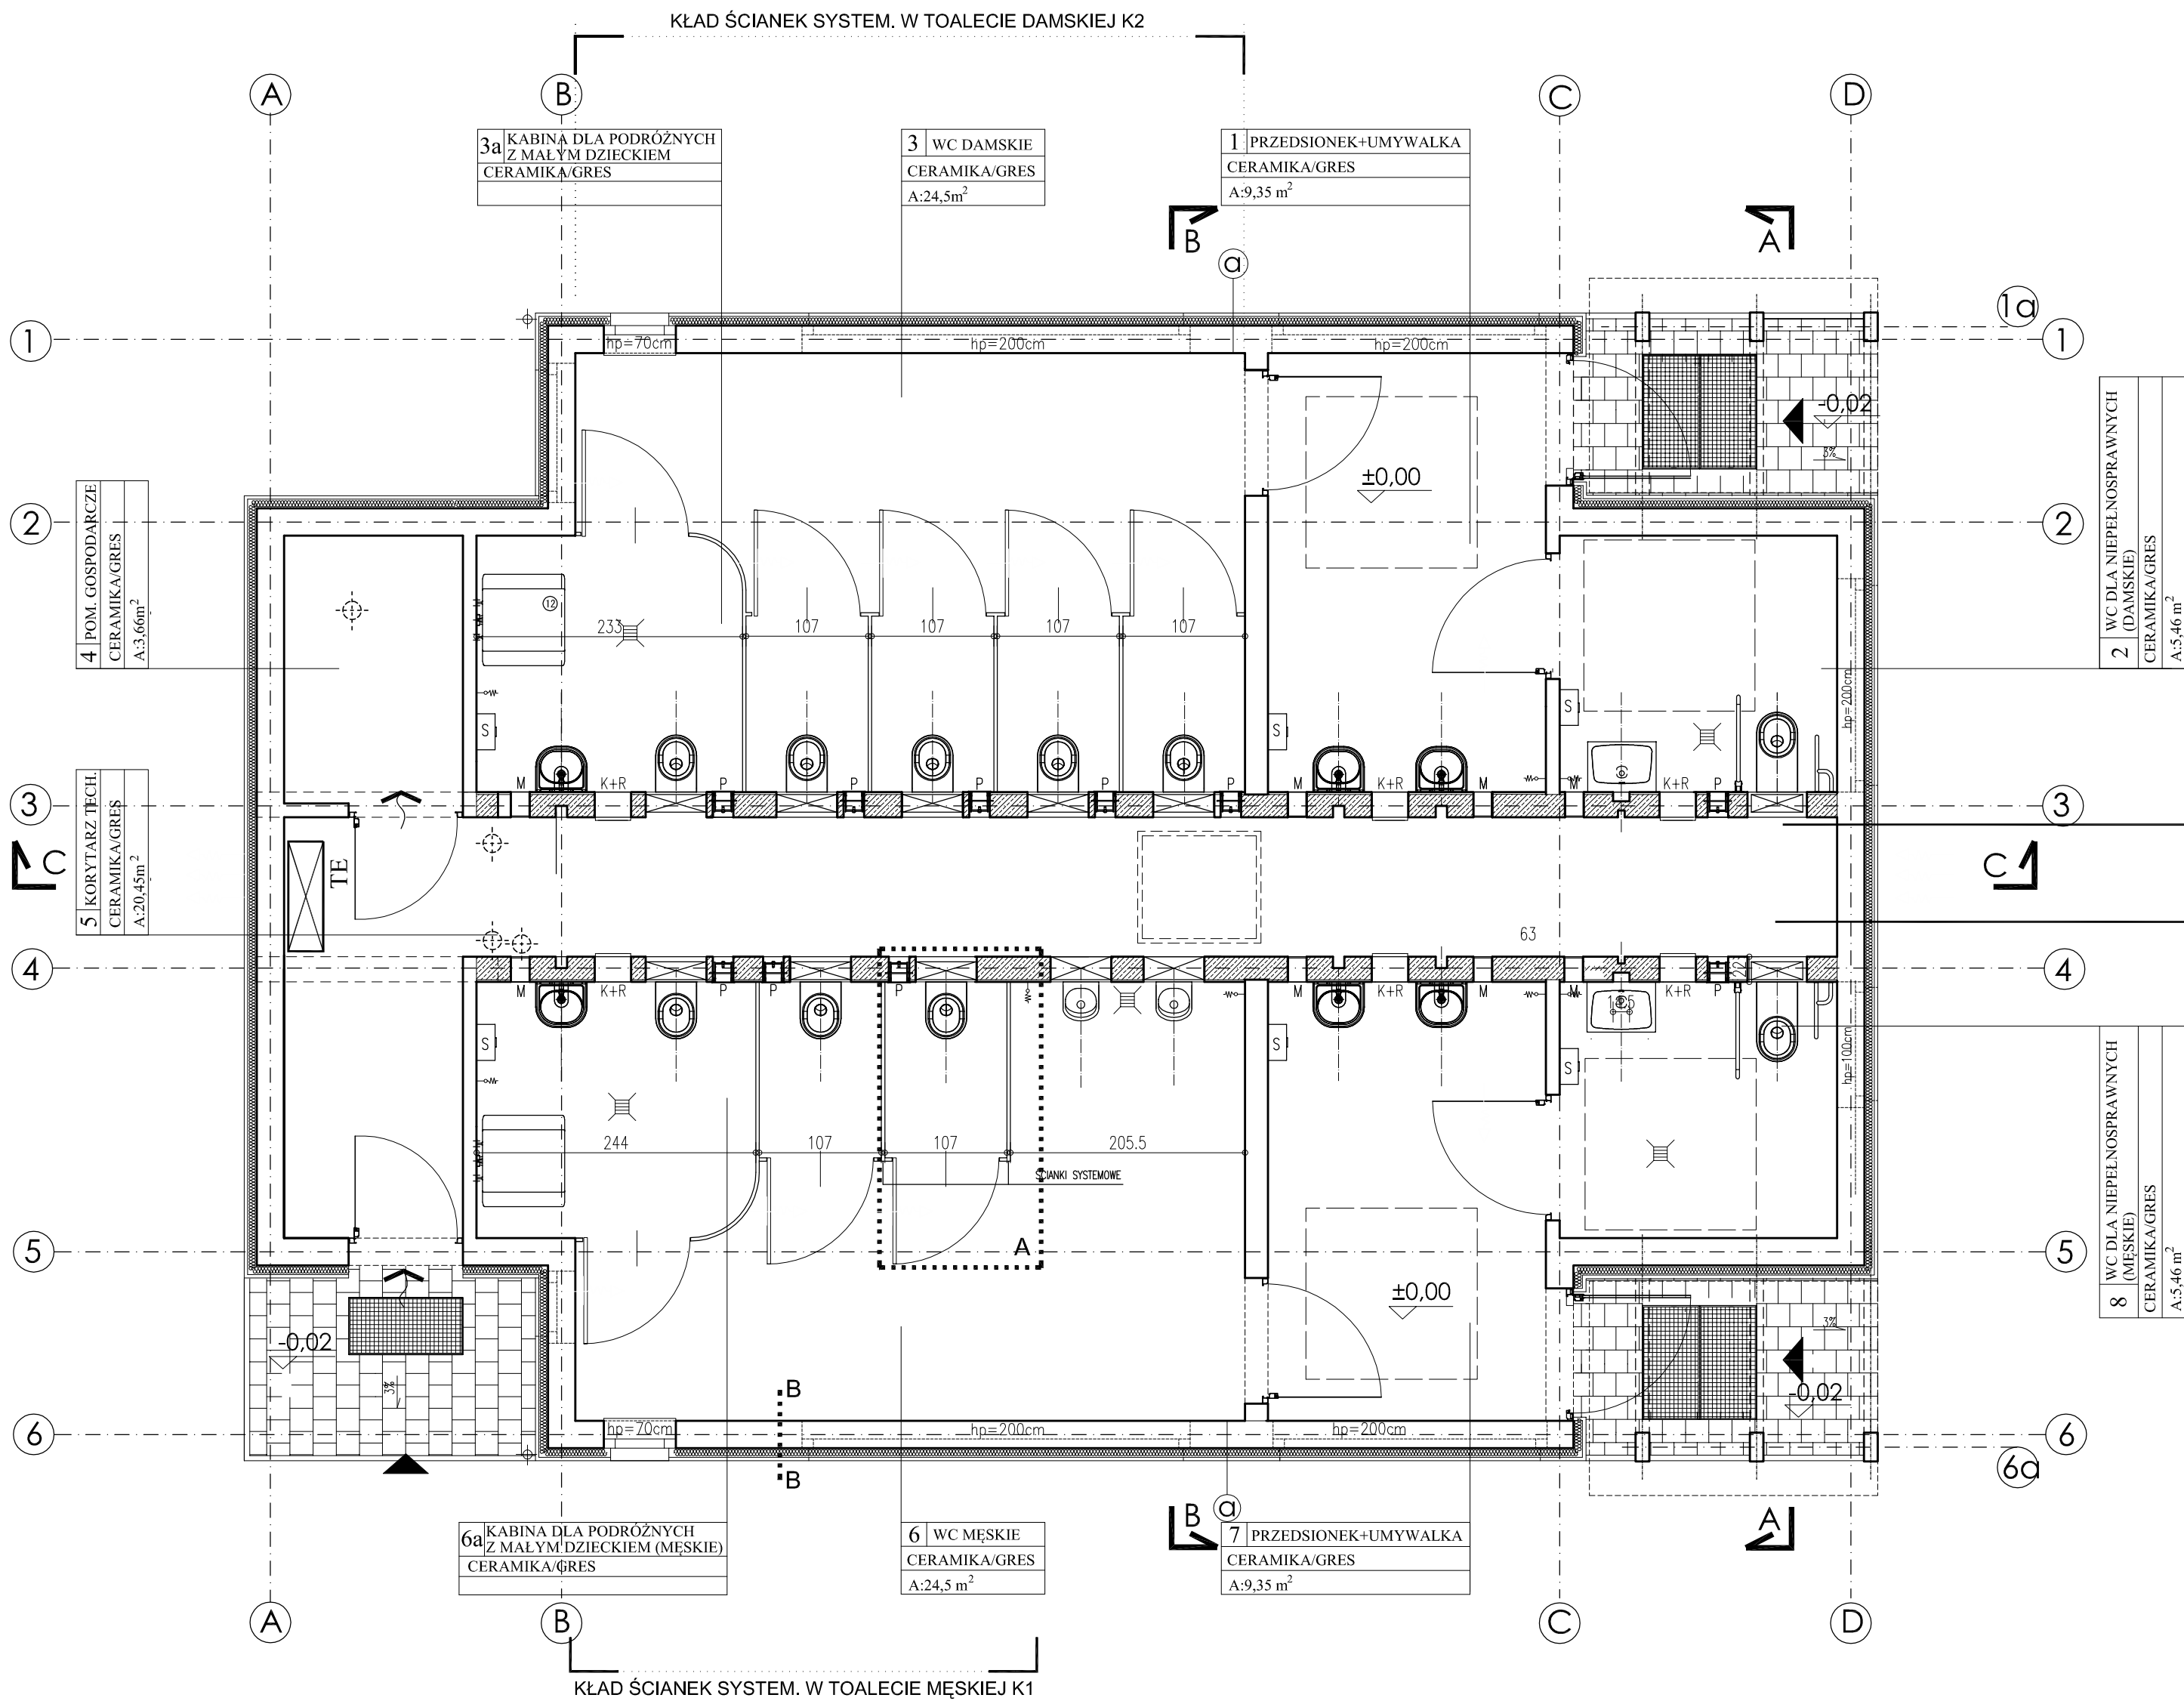 KŁAD ŚCIANEK SYSTEM. W TOALECIE DAMSKIEJ K2
A
B
C
D
3a KABINA DLA PODRÓŻNYCH
Z MAŁYM DZIECKIEM
CERAMIKA/GRES
3 WC DAMSKIE
CERAMIKA/GRES
A:24,5m²
1 PRZEDSIONEK+UMYWALKA
CERAMIKA/GRES
A:9,35 m²
B
A
a
1a
1
1
hp=70cm
hp=200cm
hp=200cm
-0,02
3%
±0,00
2
2
4 POM. GOSPODARCZE
CERAMIKA/GRES
A:3,66m²
2 WC DLA NIEPEŁNOSPRAWNYCH
(DAMSKIE)
CERAMIKA/GRES
A:5,46 m²
12
233
107
107
107
107
hp=200cm
S
S
S
M
K+R
P
P
P
P
P
M
K+R
M
M
K+R
P
3
3
5 KORYTARZ TECH.
CERAMIKA/GRES
A:20,45m²
TE
C
C
63
4
4
22
M
K+R
P
P
P
M
K+R
M
M
K+R
P
S
S
S
hp=100cm
244
107
107
205.5
ŚCIANKI SYSTEMOWE
8 WC DLA NIEPEŁNOSPRAWNYCH
(MĘSKIE)
CERAMIKA/GRES
A:5,46 m²
A
5
5
±0,00
-0,02
3%
3%
-0,02
B
B
6
6
hp=70cm
hp=200cm
hp=200cm
6a
a
B
A
6a KABINA DLA PODRÓŻNYCH
Z MAŁYM DZIECKIEM (MĘSKIE)
CERAMIKA/GRES
6 WC MĘSKIE
CERAMIKA/GRES
A:24,5 m²
7 PRZEDSIONEK+UMYWALKA
CERAMIKA/GRES
A:9,35 m²
A
B
C
D
KŁAD ŚCIANEK SYSTEM. W TOALECIE MĘSKIEJ K1